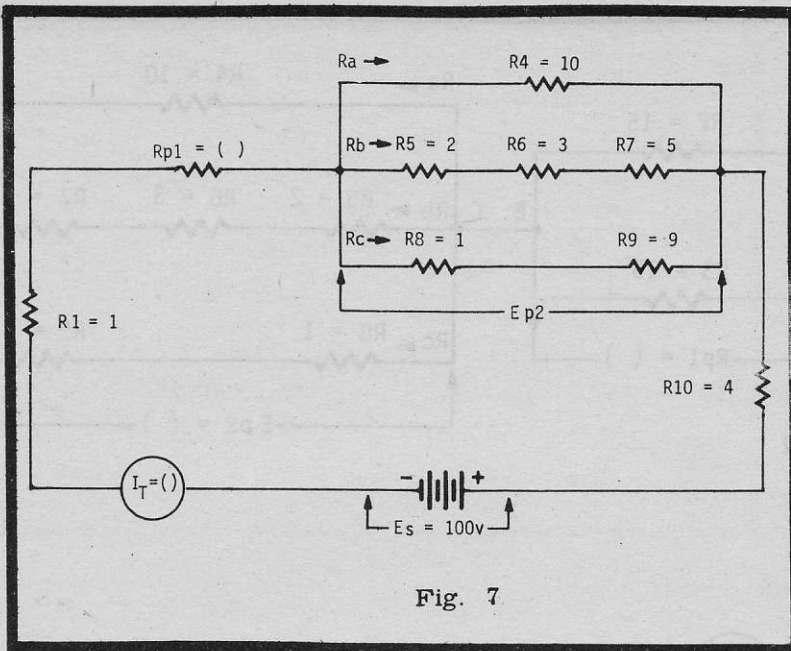 Ra → R4 = 10
Rp1 = ( ) Rb → R5 = 2 R6 = 3 R7 = 5
Rc → R8 = 1 R9 = 9
Ep2
R1 = 1
R10 = 4
I_T=()
- +
Es = 100v
Fig. 7